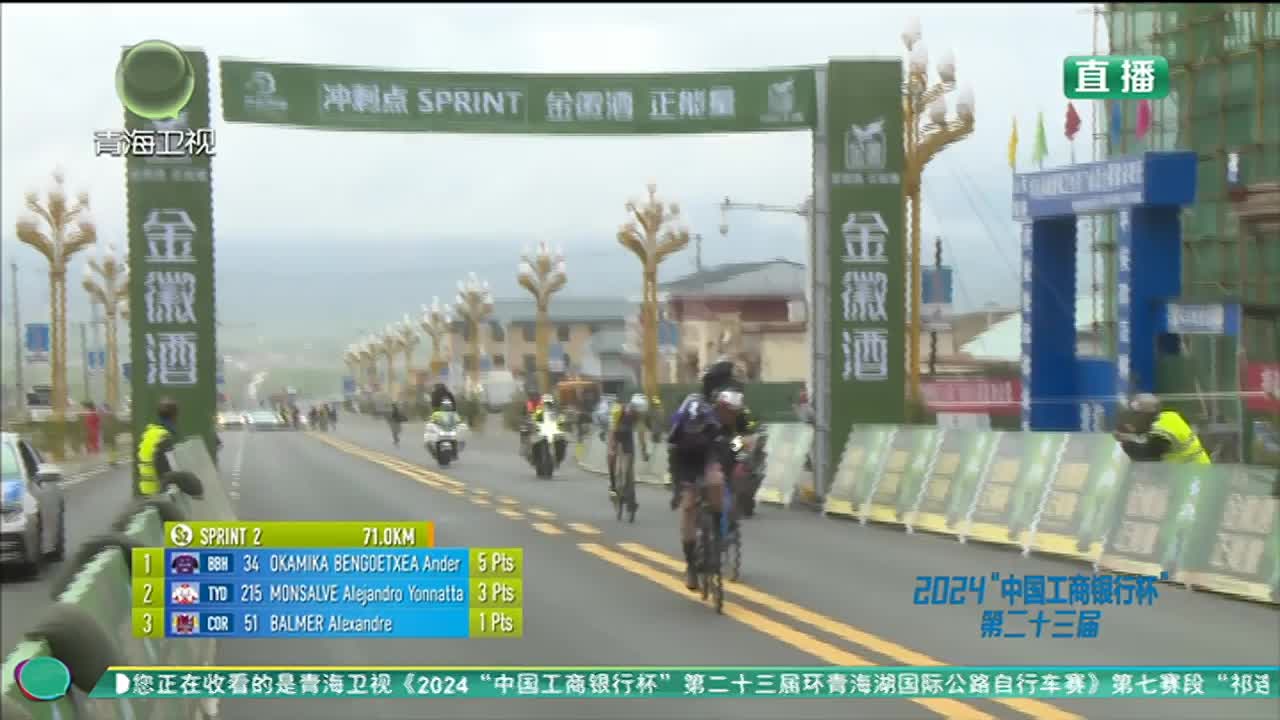 冲刺点 SPRINT 金徽酒 正能量
直播
青海卫视
金徽酒
金徽酒
SPRINT 2 71.0KM
1 BBH 34 OKAMIKA BENGOETXEA Ander 5 Pts
2 TYD 215 MONSALVE Alejandro Yonnatta 3 Pts
3 COR 51 BALMER Alexandre 1 Pts
2024“中国工商银行杯”
第二十三届
您正在收看的是青海卫视《2024“中国工商银行杯”第二十三届环青海湖国际公路自行车赛》第七赛段“祁连